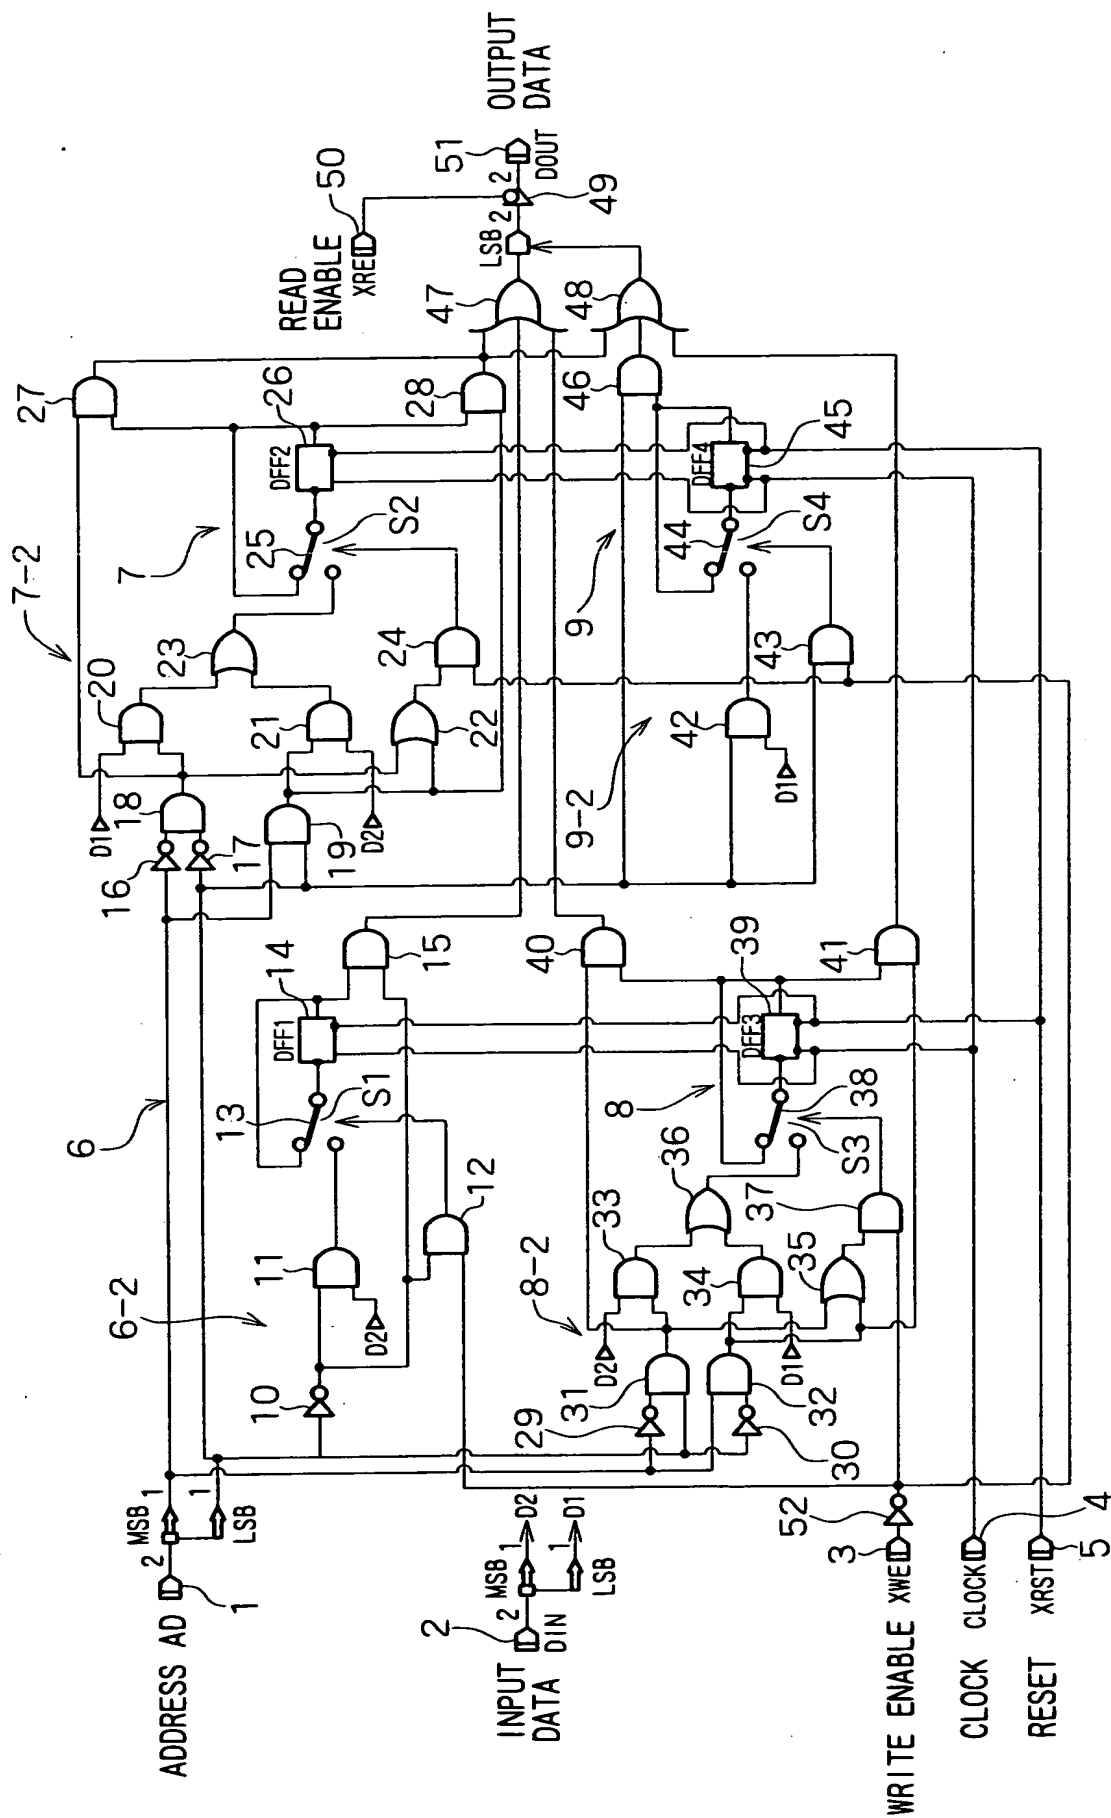 ADDRESS AD
1
2
MSB
1
1
LSB
INPUT
DATA
DIN
2
2
MSB
1
D2
1
D1
LSB
WRITE ENABLE XWE
3
52
CLOCK CLOCK
4
RESET XRST
5
6
6-2
10
11
D2
12
13
S1
DFF1
14
15
16
17
D1
18
19
D2
20
21
22
23
24
7-2
7
25
S2
DFF2
26
27
28
8-2
8
29
30
31
32
D2
D1
33
34
35
36
37
38
S3
DFF3
39
40
41
9-2
9
42
D1
43
44
S4
DFF4
45
46
47
48
LSB
2
49
2
READ
ENABLE
XRE
50
51
DOUT
OUTPUT
DATA